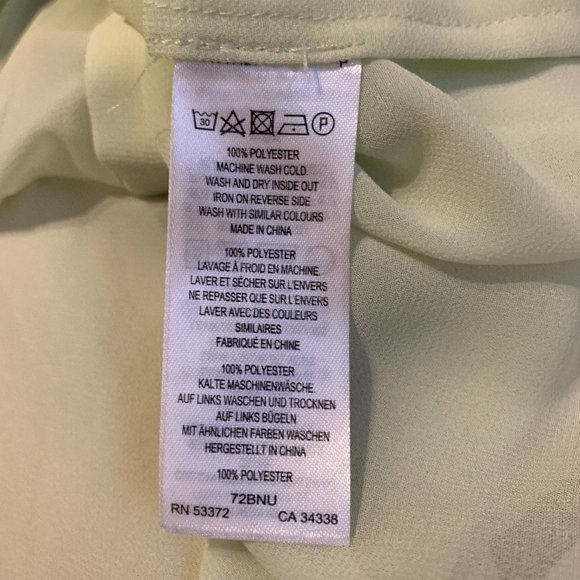 30 P
100% POLYESTER
MACHINE WASH COLD.
WASH AND DRY INSIDE OUT
IRON ON REVERSE SIDE
WASH WITH SIMILAR COLOURS
MADE IN CHINA
100% POLYESTER
LAVAGE À FROID EN MACHINE.
LAVER ET SÉCHER SUR L'ENVERS
NE REPASSER QUE SUR L'ENVERS
LAVER AVEC DES COULEURS
SIMILAIRES
FABRIQUÉ EN CHINE
100% POLYESTER
KALTE MASCHINENWÄSCHE.
AUF LINKS WASCHEN UND TROCKNEN
AUF LINKS BÜGELN
MIT ÄHNLICHEN FARBEN WASCHEN
HERGESTELLT IN CHINA
100% POLYESTER
72BNU
RN 53372 CA 34338